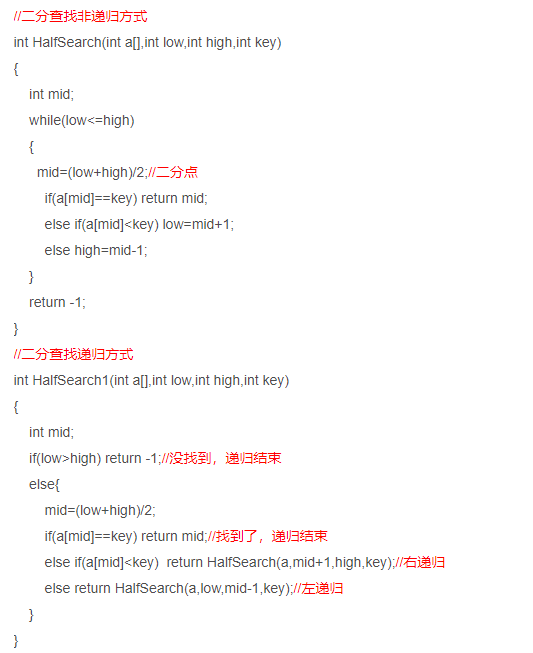 //二分查找非递归方式
int HalfSearch(int a[],int low,int high,int key)
{
int mid;
while(low<=high)
{
mid=(low+high)/2;//二分点
if(a[mid]==key) return mid;
else if(a[mid]<key) low=mid+1;
else high=mid-1;
}
return -1;
}
//二分查找递归方式
int HalfSearch1(int a[],int low,int high,int key)
{
int mid;
if(low>high) return -1;//没找到，递归结束
else{
mid=(low+high)/2;
if(a[mid]==key) return mid;//找到了，递归结束
else if(a[mid]<key)  return HalfSearch(a,mid+1,high,key);//右递归
else return HalfSearch(a,low,mid-1,key);//左递归
}
}